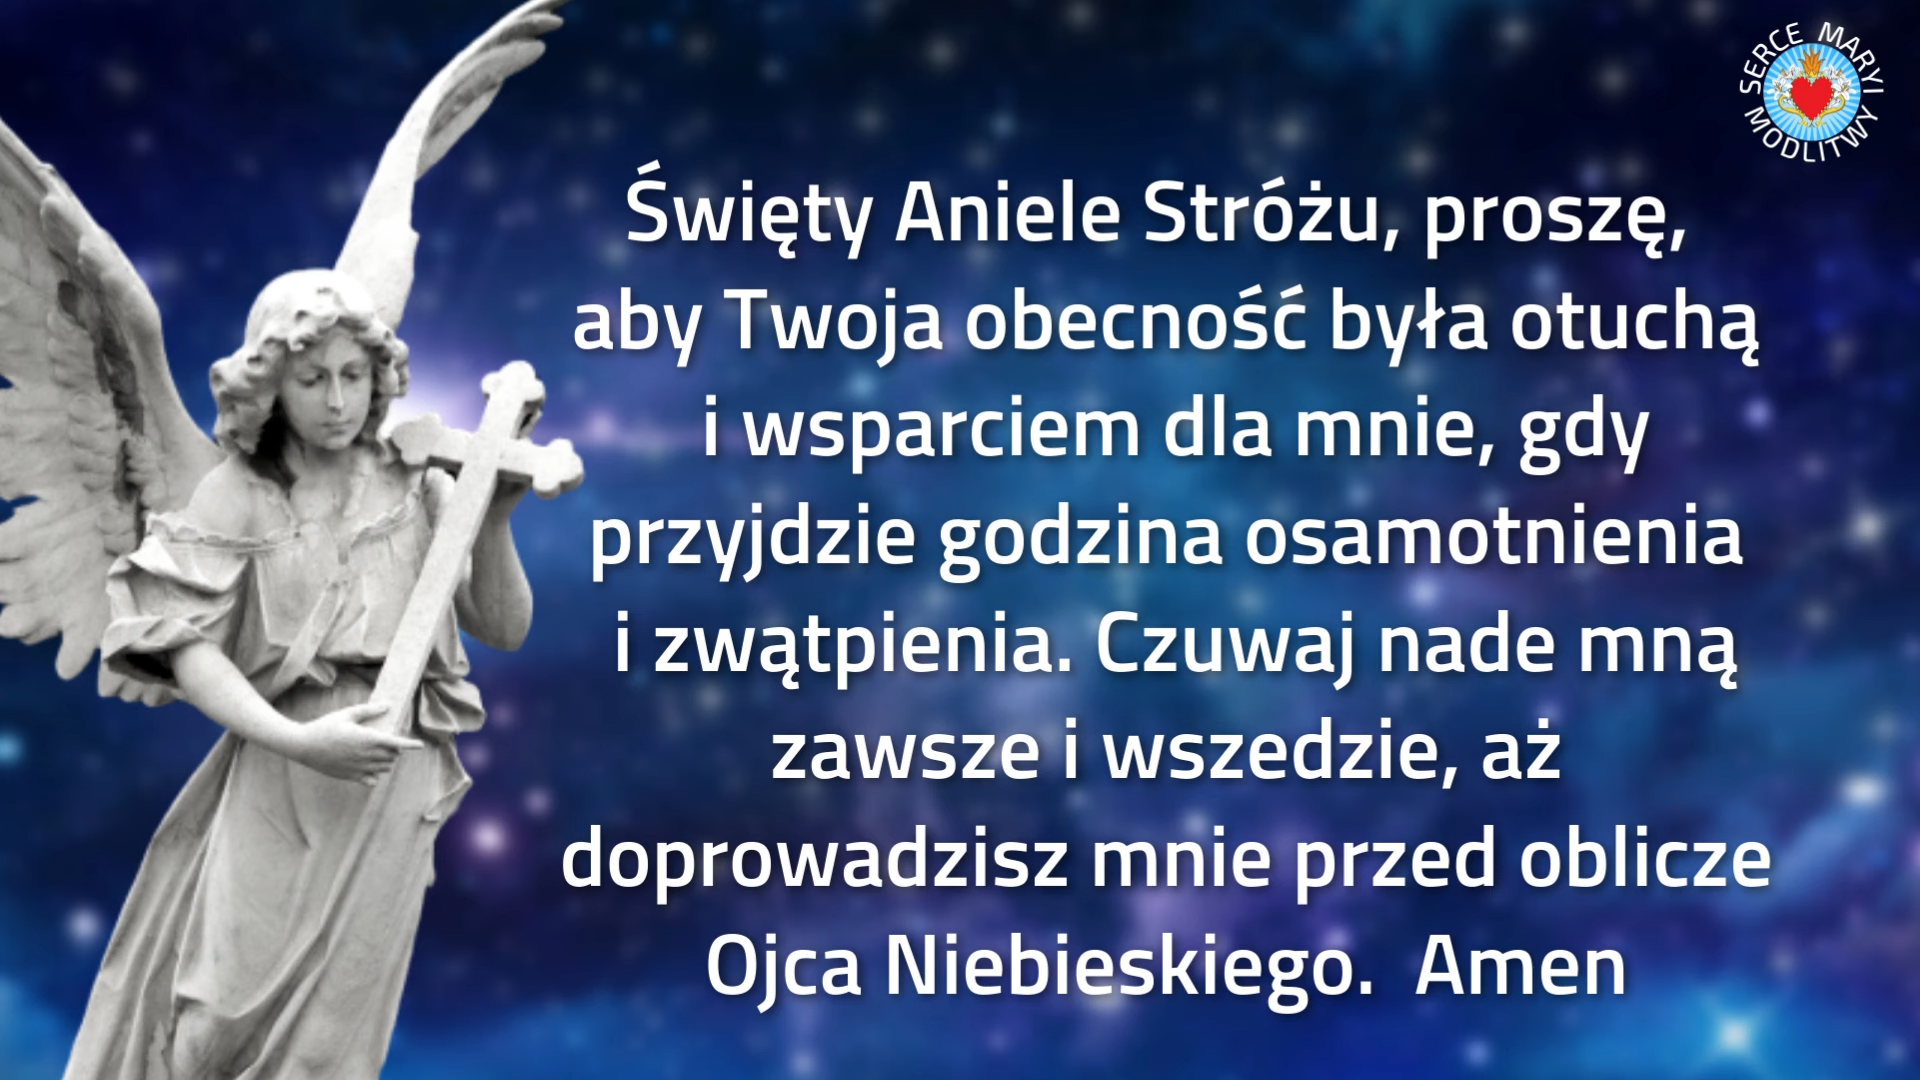 SERCE MARYI
MODLITWY
Święty Aniele Stróżu, proszę,
aby Twoja obecność była otuchą
i wsparciem dla mnie, gdy
przyjdzie godzina osamotnienia
i zwątpienia. Czuwaj nade mną
zawsze i wszedzie, aż
doprowadzisz mnie przed oblicze
Ojca Niebieskiego.  Amen